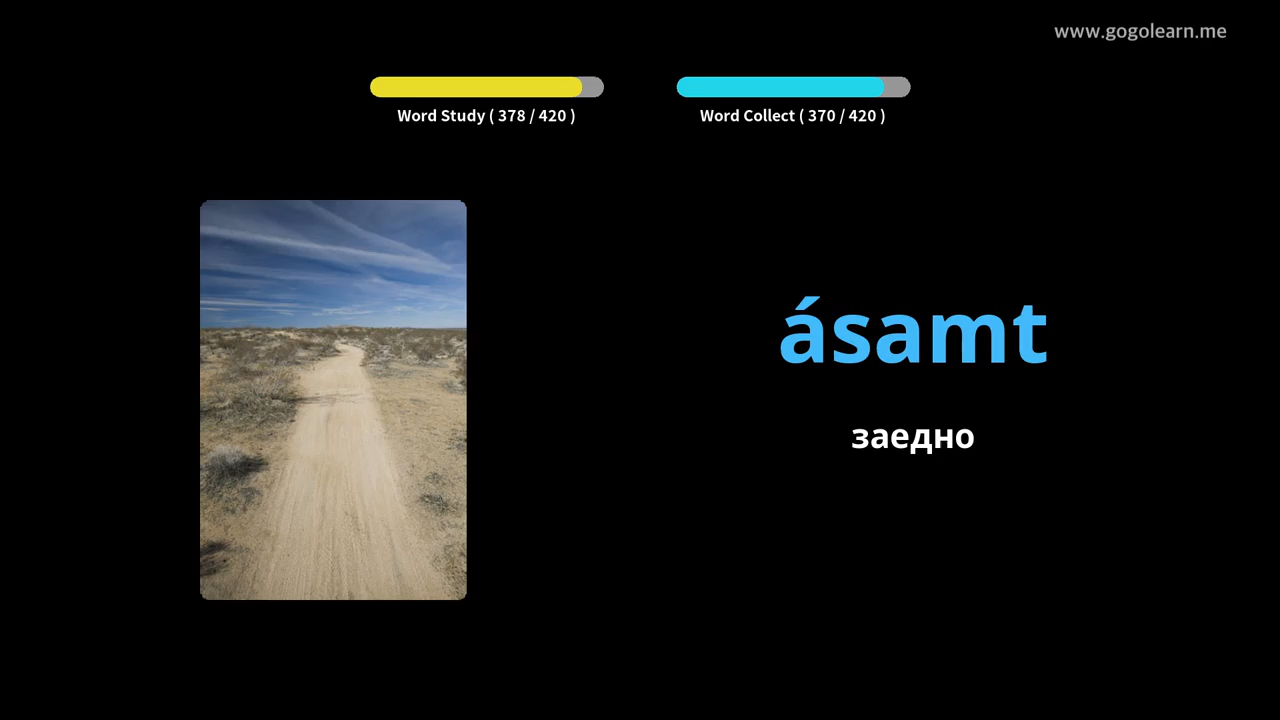 www.gogolearn.me
Word Study ( 378 / 420 )
Word Collect ( 370 / 420 )
ásamt
заедно